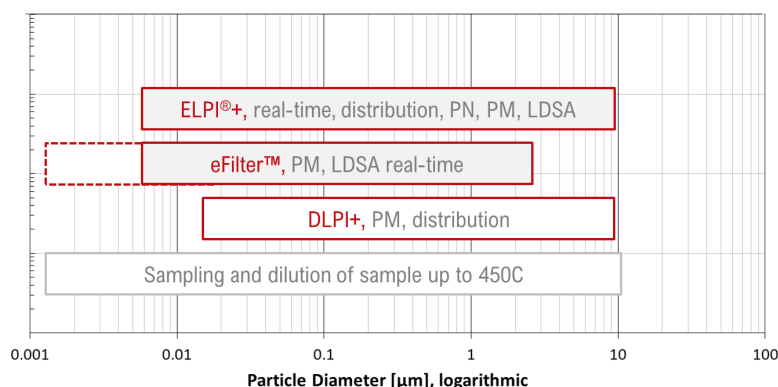 ELPI®+, real-time, distribution, PN, PM, LDSA
eFilter™, PM, LDSA real-time
DLPI+, PM, distribution
Sampling and dilution of sample up to 450C
0.001 0.01 0.1 1 10 100
Particle Diameter [µm], logarithmic